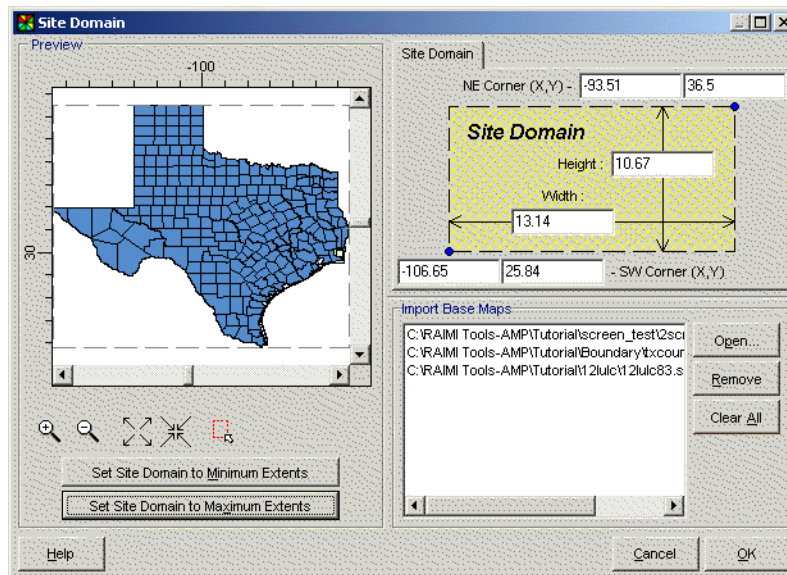 Site Domain
Preview
-100
30
Set Site Domain to Minimum Extents
Set Site Domain to Maximum Extents
Site Domain
NE Corner (X,Y) - -93.51 36.5
Site Domain
Height : 10.67
Width :
13.14
-106.65 25.84 - SW Corner (X,Y)
Import Base Maps
C:\RAIMI Tools-AMP\Tutorial\screen_test\2scr
C:\RAIMI Tools-AMP\Tutorial\Boundary\txcour
C:\RAIMI Tools-AMP\Tutorial\12lulc\12lulc83.s
Open...
Remove
Clear All
Help
Cancel
OK